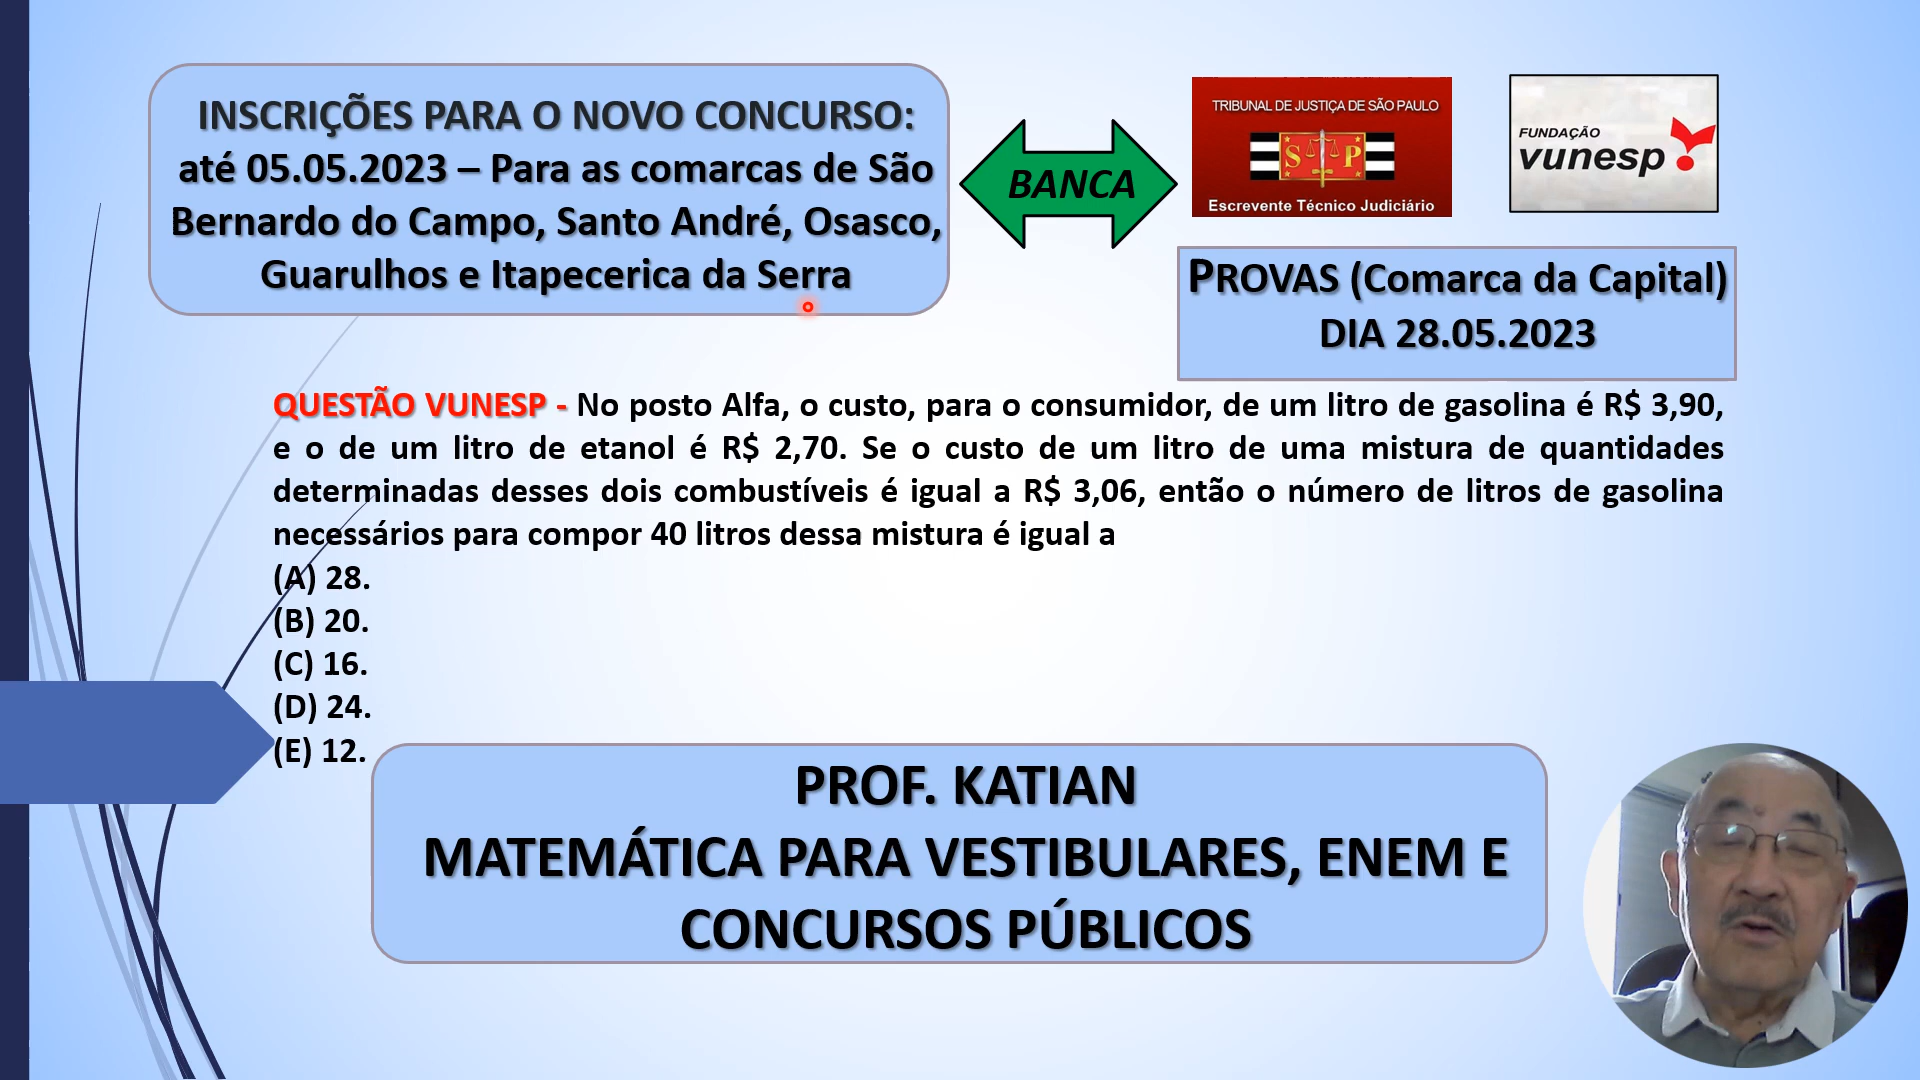 INSCRIÇÕES PARA O NOVO CONCURSO:
até 05.05.2023 – Para as comarcas de São
Bernardo do Campo, Santo André, Osasco,
Guarulhos e Itapecerica da Serra
BANCA
TRIBUNAL DE JUSTIÇA DE SÃO PAULO
S P
Escrevente Técnico Judiciário
FUNDAÇÃO
vunesp
PROVAS (Comarca da Capital)
DIA 28.05.2023
QUESTÃO VUNESP - No posto Alfa, o custo, para o consumidor, de um litro de gasolina é R$ 3,90,
e o de um litro de etanol é R$ 2,70. Se o custo de um litro de uma mistura de quantidades
determinadas desses dois combustíveis é igual a R$ 3,06, então o número de litros de gasolina
necessários para compor 40 litros dessa mistura é igual a
(A) 28.
(B) 20.
(C) 16.
(D) 24.
(E) 12.
PROF. KATIAN
MATEMÁTICA PARA VESTIBULARES, ENEM E
CONCURSOS PÚBLICOS